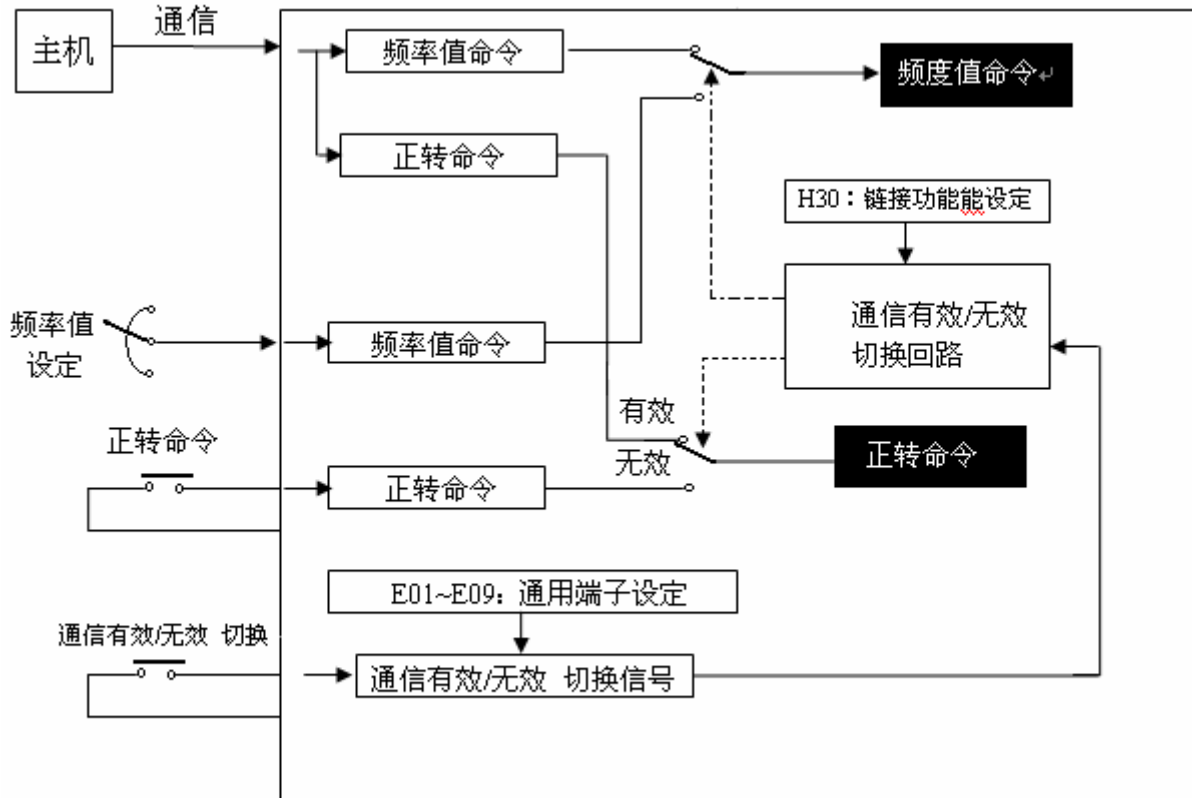 主机
通信
频率值命令
频度值命令↵
正转命令
H30：链接功能能设定
频率值
设定
频率值命令
通信有效/无效
切换回路
有效
无效
正转命令
正转命令
正转命令
E01~E09：通用端子设定
通信有效/无效 切换
通信有效/无效 切换信号